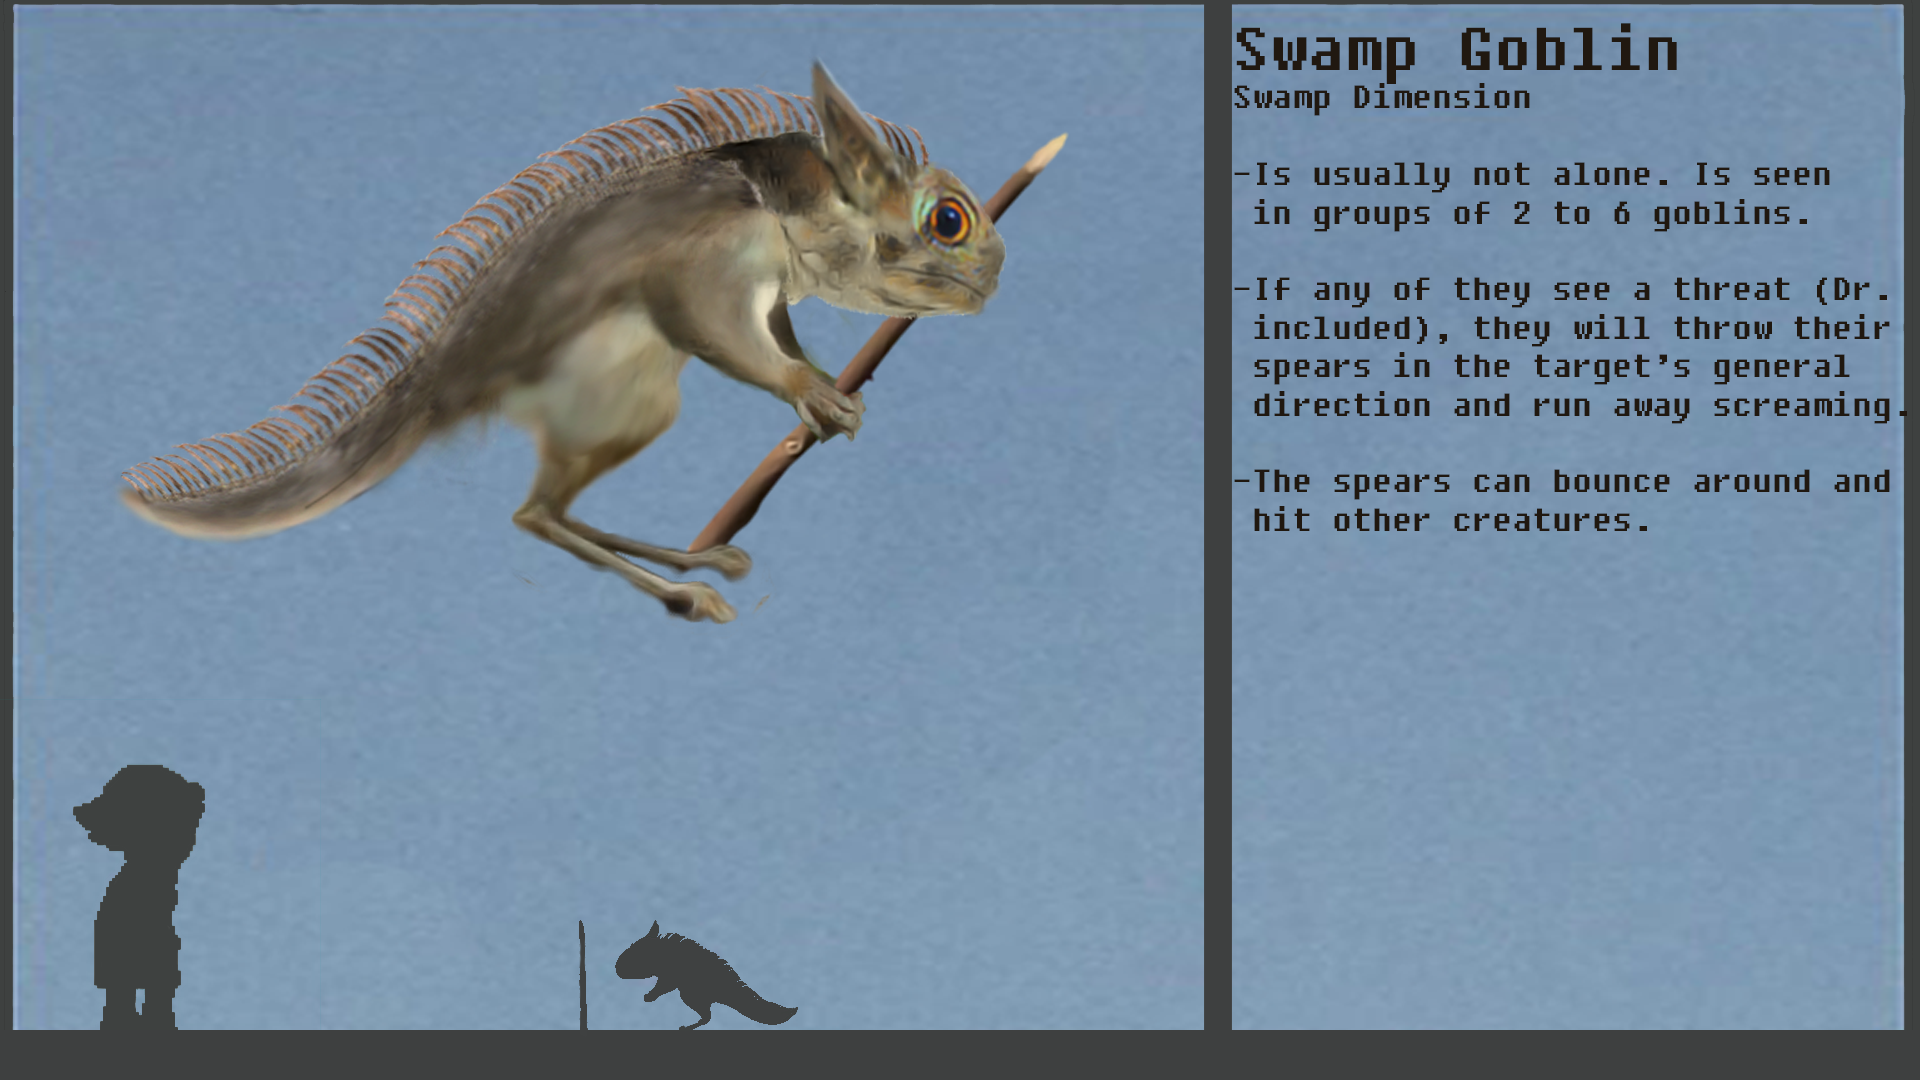 Swamp Goblin
Swamp Dimension
-Is usually not alone. Is seen
in groups of 2 to 6 goblins.
-If any of they see a threat (Dr.
included), they will throw their
spears in the target's general
direction and run away screaming.
-The spears can bounce around and
hit other creatures.